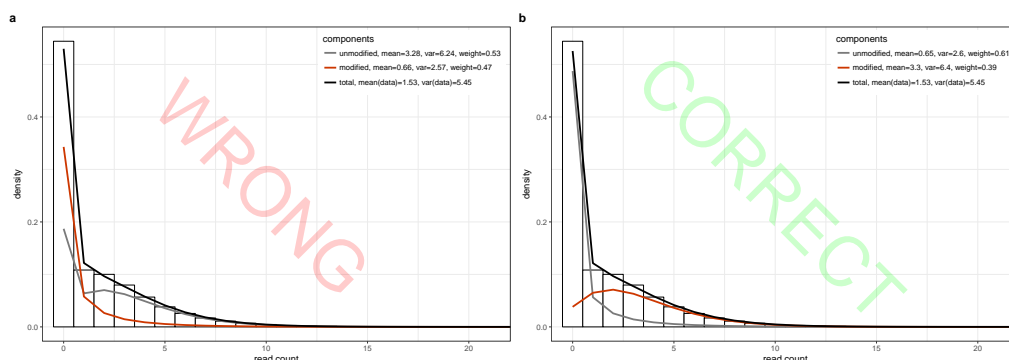 a
components
unmodified, mean=3.28, var=6.24, weight=0.53
modified, mean=0.66, var=2.57, weight=0.47
total, mean(data)=1.53, var(data)=5.45
WRONG
density
0.4
0.2
0.0
0
5
10
15
20
read count
b
components
unmodified, mean=0.65, var=2.6, weight=0.61
modified, mean=3.3, var=6.4, weight=0.39
total, mean(data)=1.53, var(data)=5.45
CORRECT
density
0.4
0.2
0.0
0
5
10
15
20
read count